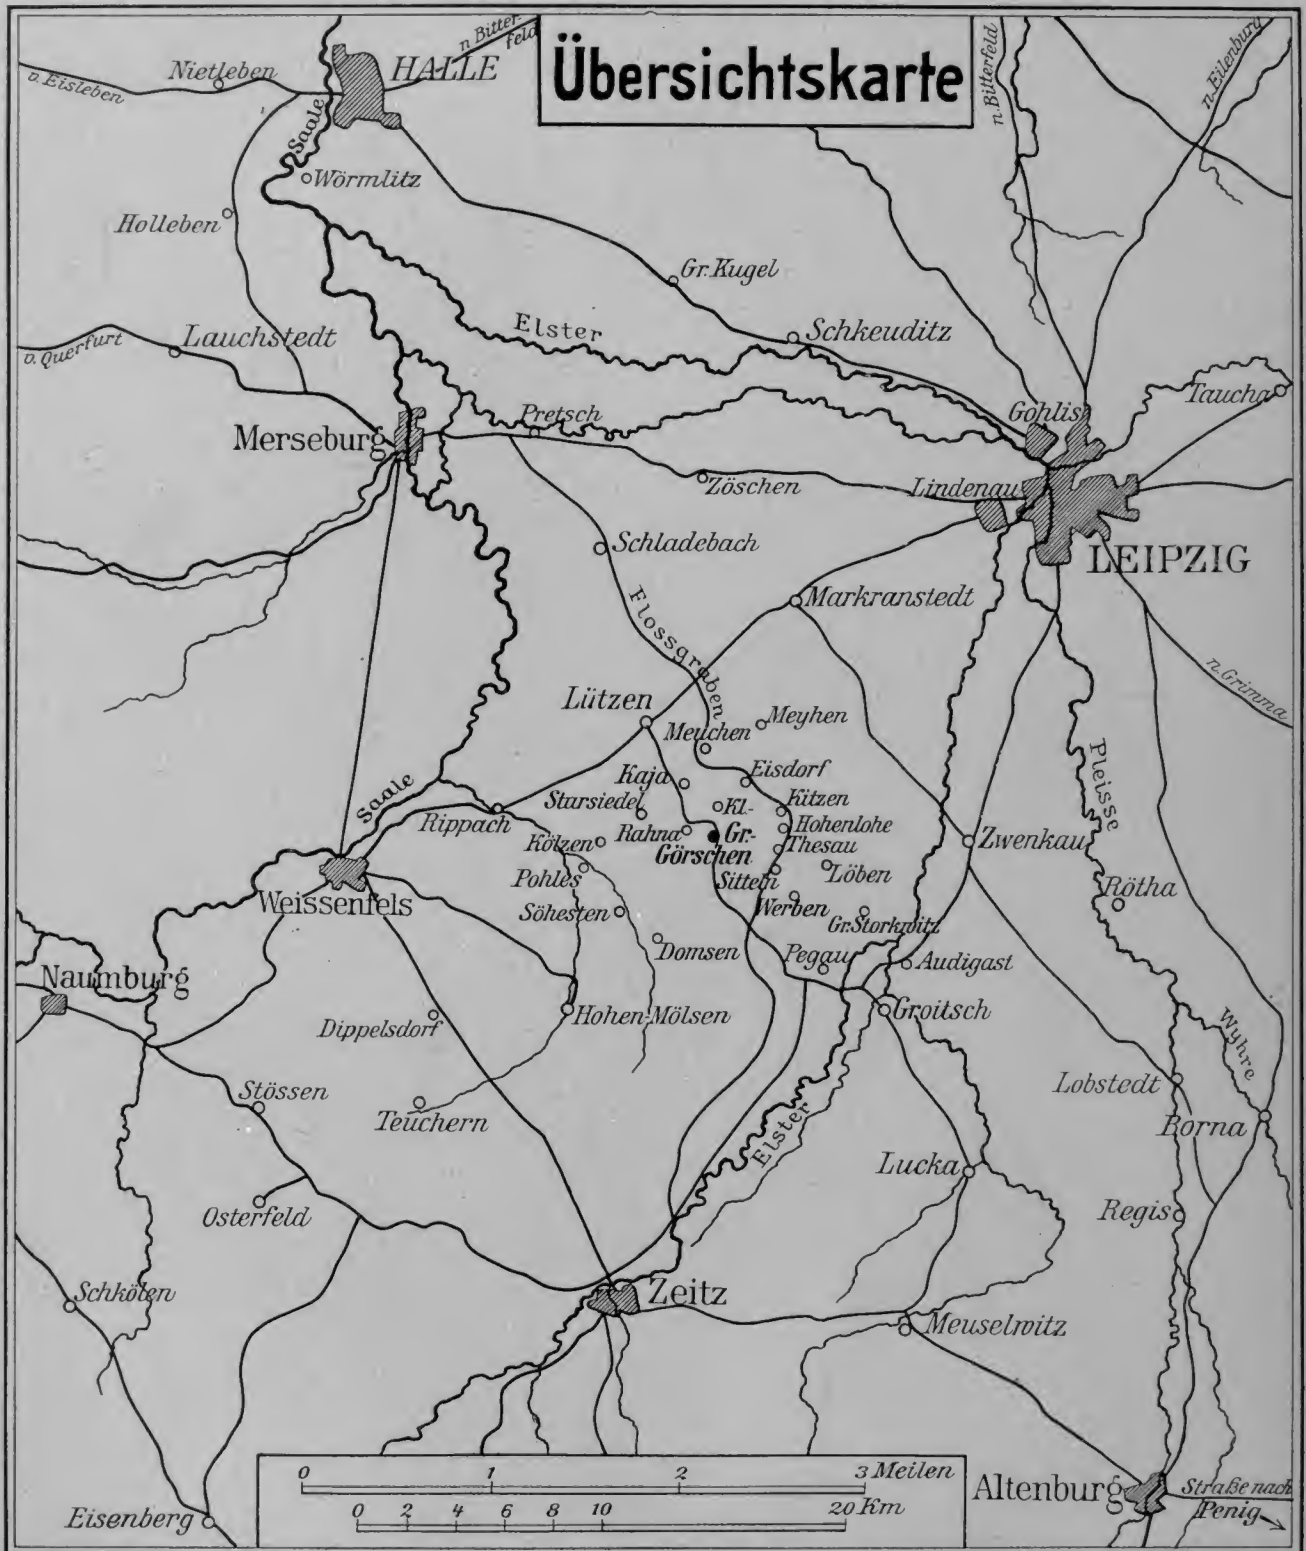 Übersichtskarte
n. Bitter-
feld
HALLE
Nietleben
v. Eisleben
Saale
Wörmlitz
Holleben
n. Bitterfeld
n. Eilenburg
Gr. Kugel
Elster
Schkeuditz
Lauchstedt
v. Querfurt
Taucha
Gohlis
Pretsch
Merseburg
Zöschen
Lindenau
LEIPZIG
Schladebach
Markranstedt
Flossgraben
n. Grimma
Lützen
Meyhen
Meuchen
Pleisse
Kaja
Eisdorf
Saale
Starsiedel
Kl.-
Kitzen
Rippach
Rahna
Gr.-
Görschen
Hohenlohe
Kölzen
Thesau
Zwenkau
Pohles
Sitteln
Löben
Rötha
Weissenfels
Söhesten
Werben
Gr. Storkwitz
Domsen
Pegau
Audigast
Naumburg
Dippelsdorf
Hohen-Mölsen
Groitsch
Wyhre
Stössen
Lobstedt
Teuchern
Borna
Elster
Lucka
Osterfeld
Regis
Schkölen
Zeitz
Meuselwitz
0 1 2 3 Meilen
0 2 4 6 8 10 20 Km
Altenburg
Straße nach
Penig
Eisenberg